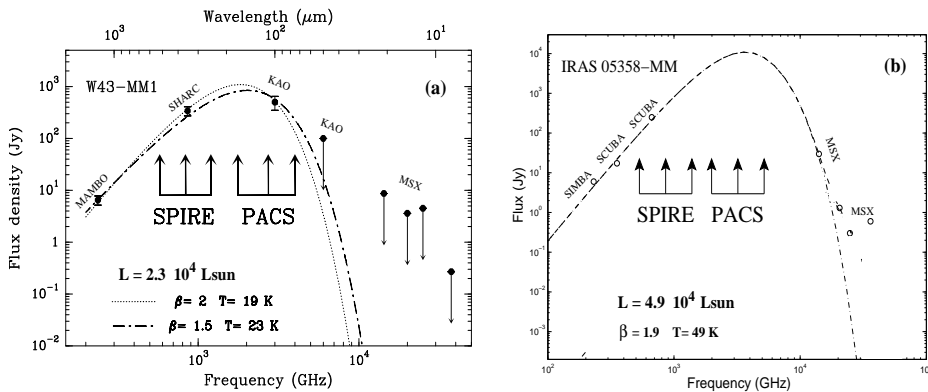 Wavelength (μm)
10³ 10² 10
W43-MM1
(a)
MAMBO
SHARC
KAO
KAO
MSX
SPIRE PACS
L = 2.3 10⁴ Lsun
β= 2 T= 19 K
β= 1.5 T= 23 K
Flux density (Jy)
10³
10²
10
1
10⁻¹
10⁻²
10³ 10⁴
Frequency (GHz)
IRAS 05358-MM
(b)
SIMBA
SCUBA
SCUBA
MSX
MSX
SPIRE PACS
L = 4.9 10⁴ Lsun
β = 1.9 T= 49 K
Flux (Jy)
10⁴
10³
10²
10¹
10⁰
10⁻¹
10⁻²
10⁻³
10² 10³ 10⁴ 10⁵
Frequency (GHz)